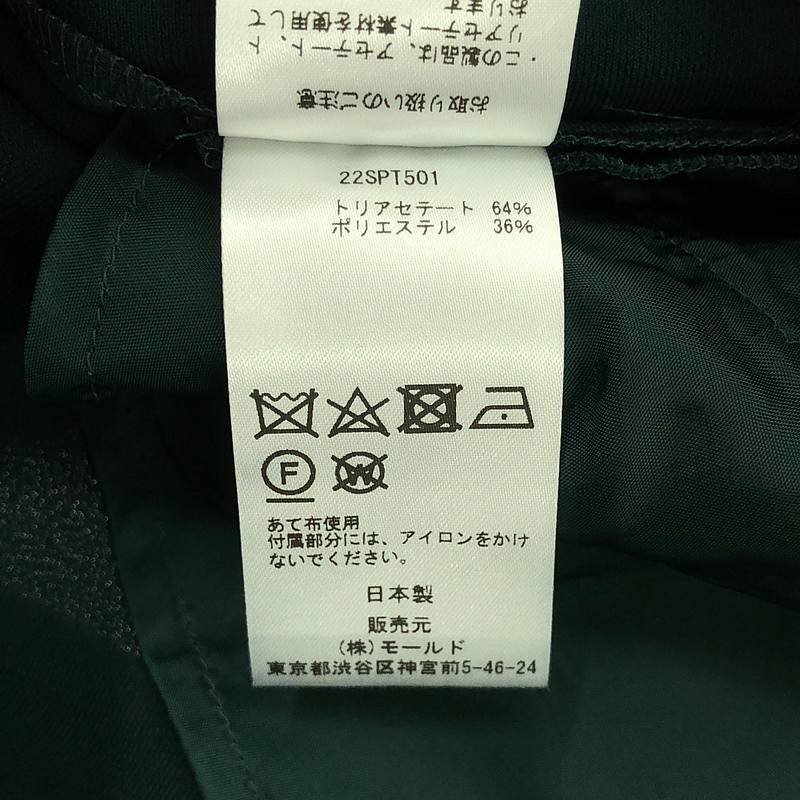 お取り扱いのご注意
・この製品は、アセテート、ト
リアセテート素材を使用して
おります
22SPT501
トリアセテート 64%
ポリエステル 36%
F
W
あて布使用
付属部分には、アイロンをかけ
ないでください。
日本製
販売元
(株)モールド
東京都渋谷区神宮前5-46-24